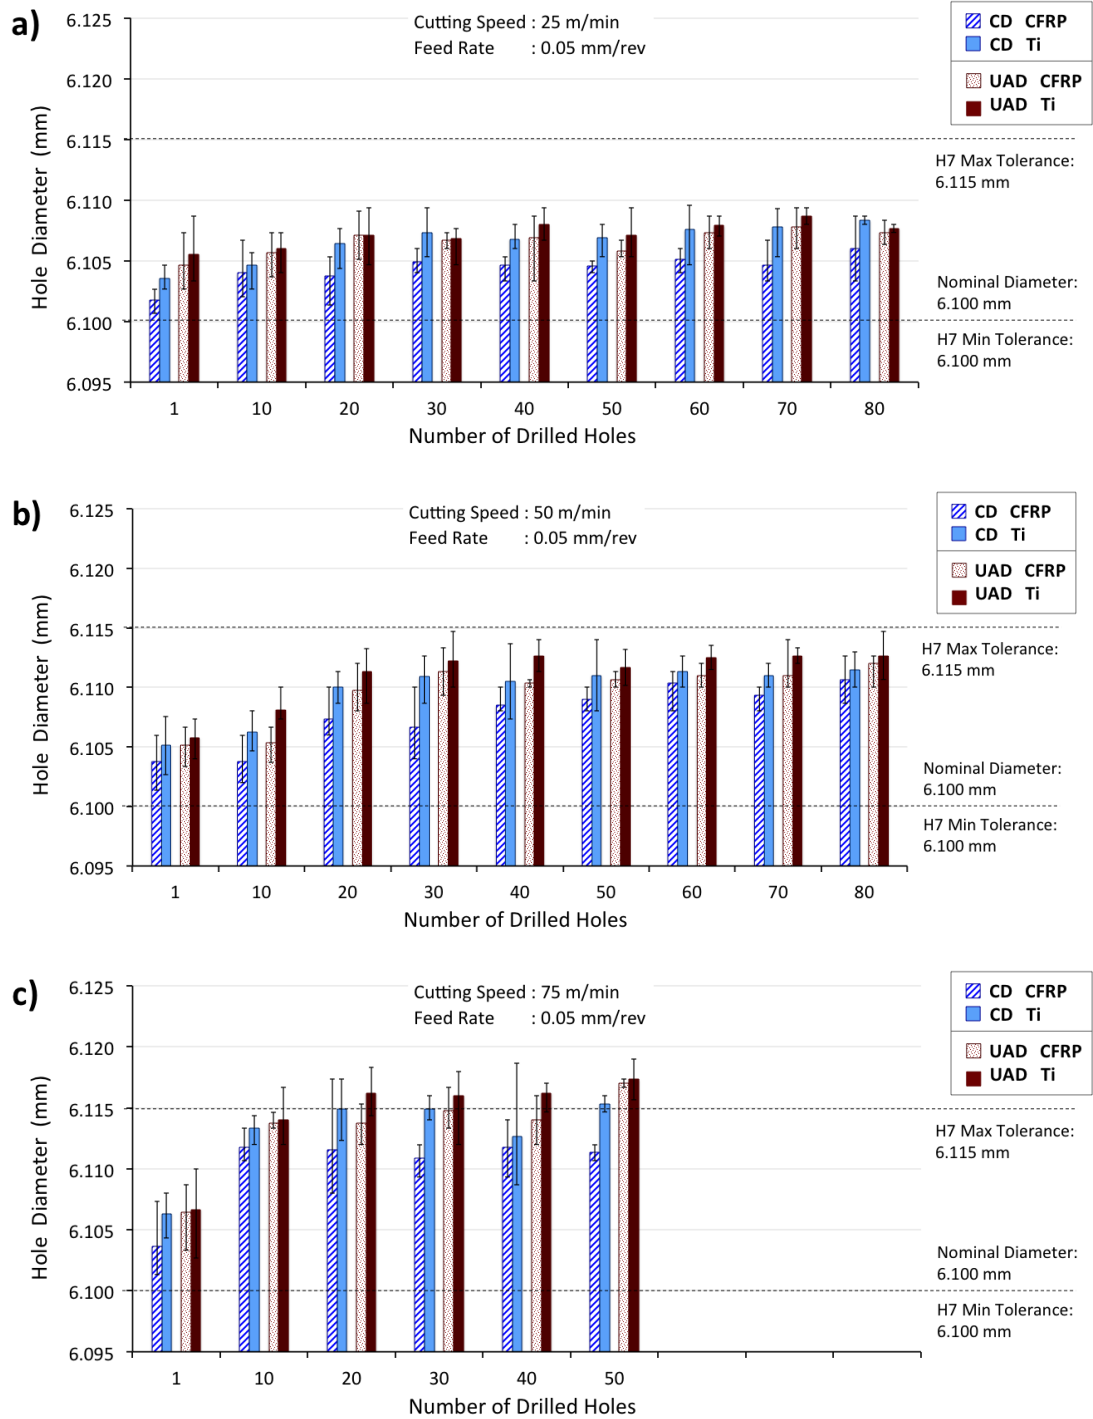 a)
Cutting Speed : 25 m/min
Feed Rate : 0.05 mm/rev
CD CFRP
CD Ti
UAD CFRP
UAD Ti
6.125
6.120
6.115
6.110
6.105
6.100
6.095
Hole Diameter (mm)
H7 Max Tolerance:
6.115 mm
Nominal Diameter:
6.100 mm
H7 Min Tolerance:
6.100 mm
1 10 20 30 40 50 60 70 80
Number of Drilled Holes
b)
Cutting Speed : 50 m/min
Feed Rate : 0.05 mm/rev
CD CFRP
CD Ti
UAD CFRP
UAD Ti
6.125
6.120
6.115
6.110
6.105
6.100
6.095
Hole Diameter (mm)
H7 Max Tolerance:
6.115 mm
Nominal Diameter:
6.100 mm
H7 Min Tolerance:
6.100 mm
1 10 20 30 40 50 60 70 80
Number of Drilled Holes
c)
Cutting Speed : 75 m/min
Feed Rate : 0.05 mm/rev
CD CFRP
CD Ti
UAD CFRP
UAD Ti
6.125
6.120
6.115
6.110
6.105
6.100
6.095
Hole Diameter (mm)
H7 Max Tolerance:
6.115 mm
Nominal Diameter:
6.100 mm
H7 Min Tolerance:
6.100 mm
1 10 20 30 40 50
Number of Drilled Holes